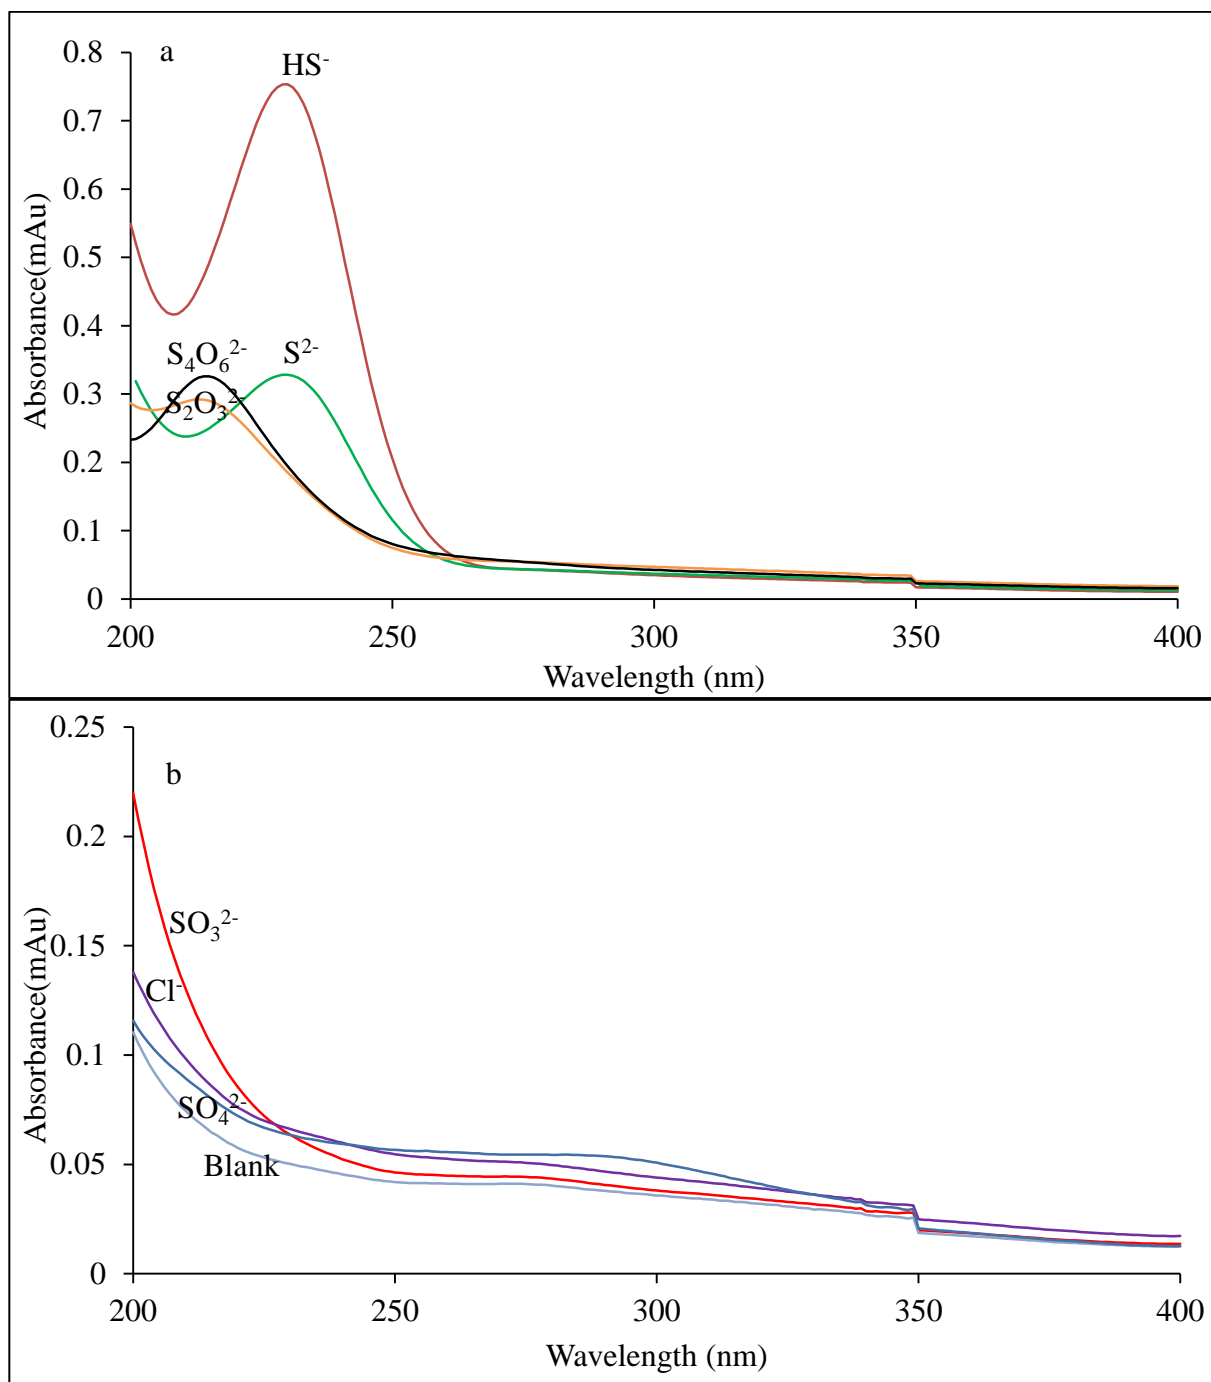 a
0.8
0.7
0.6
0.5
0.4
0.3
0.2
0.1
0
Absorbance(mAu)
HS⁻
S₄O₆²⁻
S²⁻
S₂O₃²⁻
200 250 300 350 400
Wavelength (nm)
b
0.25
0.2
0.15
0.1
0.05
0
Absorbance(mAu)
SO₃²⁻
Cl⁻
SO₄²⁻
Blank
200 250 300 350 400
Wavelength (nm)